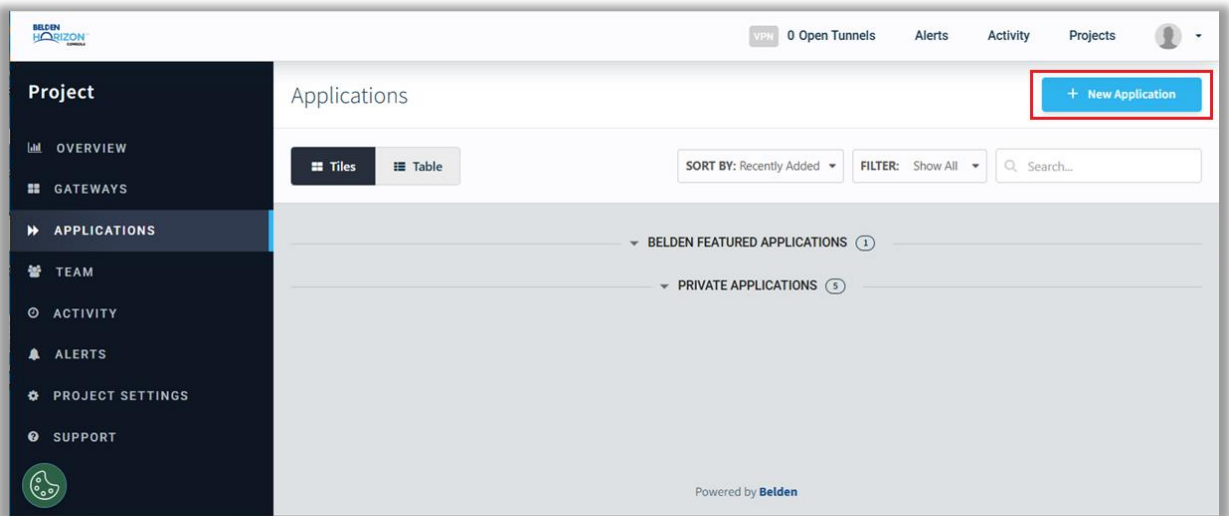 BELDEN
HORIZON™
CONSOLE
VPN 0 Open Tunnels Alerts Activity Projects
Project
OVERVIEW
GATEWAYS
APPLICATIONS
TEAM
ACTIVITY
ALERTS
PROJECT SETTINGS
SUPPORT
Applications
+ New Application
Tiles Table
SORT BY: Recently Added FILTER: Show All Search...
BELDEN FEATURED APPLICATIONS 1
PRIVATE APPLICATIONS 5
Powered by Belden